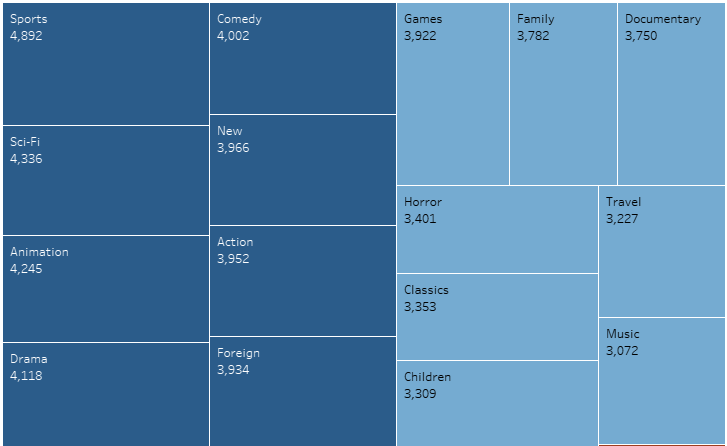 Sports
4,892
Sci-Fi
4,336
Animation
4,245
Drama
4,118
Comedy
4,002
New
3,966
Action
3,952
Foreign
3,934
Games
3,922
Family
3,782
Documentary
3,750
Horror
3,401
Classics
3,353
Children
3,309
Travel
3,227
Music
3,072